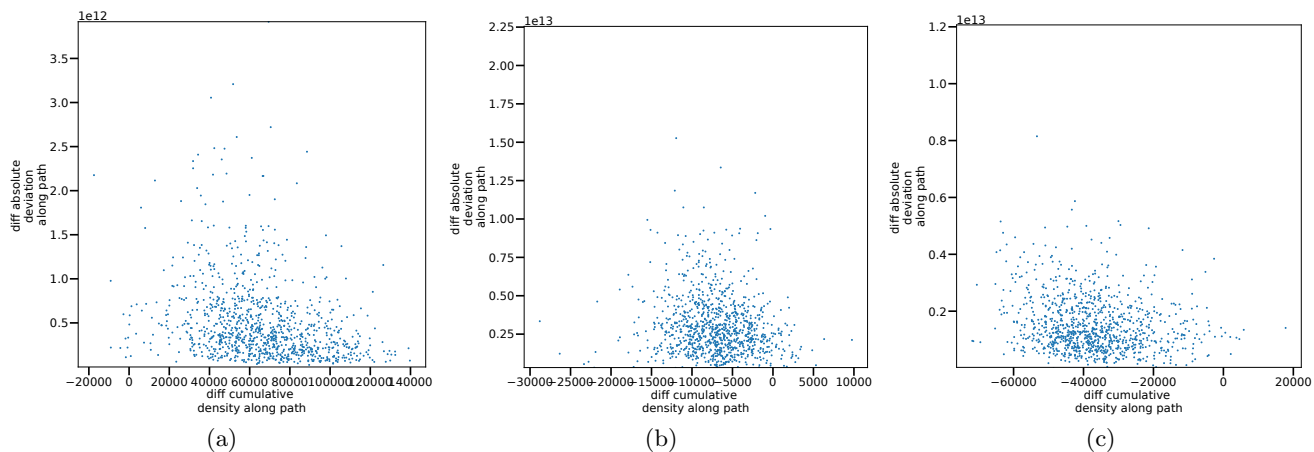 1e12
3.5
3.0
2.5
2.0
1.5
1.0
0.5
diff absolute
deviation
along path
−20000 0 20000 40000 60000 80000 100000 120000 140000
diff cumulative
density along path
(a)
1e13
2.25
2.00
1.75
1.50
1.25
1.00
0.75
0.50
0.25
diff absolute
deviation
along path
−30000 −25000 −20000 −15000 −10000 −5000 0 5000 10000
diff cumulative
density along path
(b)
1e13
1.2
1.0
0.8
0.6
0.4
0.2
diff absolute
deviation
along path
−60000 −40000 −20000 0 20000
diff cumulative
density along path
(c)